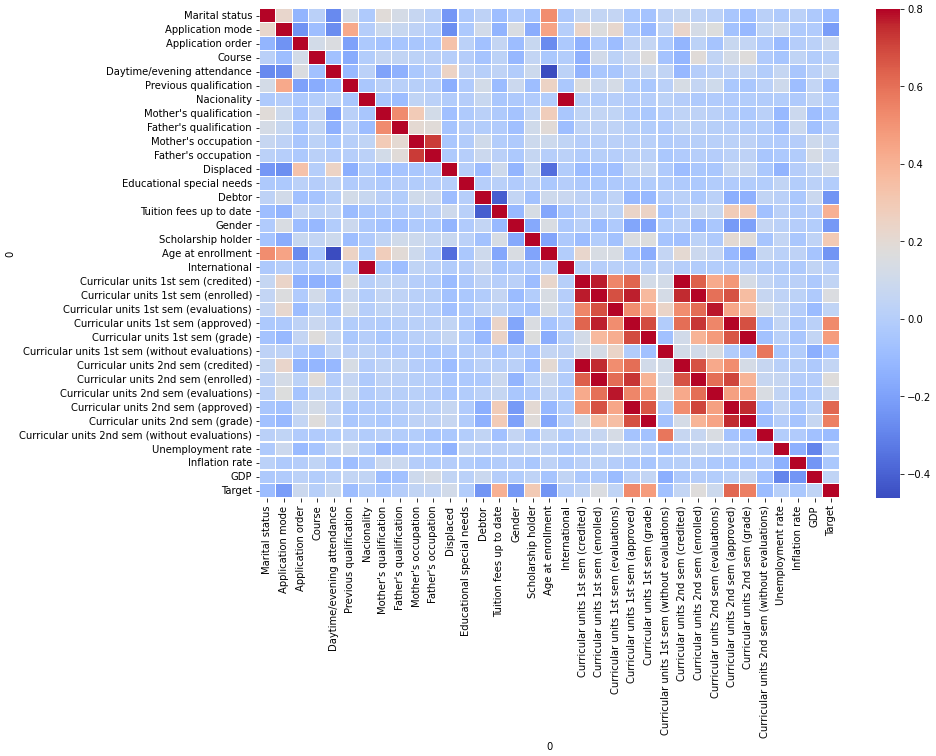 Marital status
Application mode
Application order
Course
Daytime/evening attendance
Previous qualification
Nacionality
Mother's qualification
Father's qualification
Mother's occupation
Father's occupation
Displaced
Educational special needs
Debtor
Tuition fees up to date
Gender
Scholarship holder
Age at enrollment
International
Curricular units 1st sem (credited)
Curricular units 1st sem (enrolled)
Curricular units 1st sem (evaluations)
Curricular units 1st sem (approved)
Curricular units 1st sem (grade)
Curricular units 1st sem (without evaluations)
Curricular units 2nd sem (credited)
Curricular units 2nd sem (enrolled)
Curricular units 2nd sem (evaluations)
Curricular units 2nd sem (approved)
Curricular units 2nd sem (grade)
Curricular units 2nd sem (without evaluations)
Unemployment rate
Inflation rate
GDP
Target
0
Marital status
Application mode
Application order
Course
Daytime/evening attendance
Previous qualification
Nacionality
Mother's qualification
Father's qualification
Mother's occupation
Father's occupation
Displaced
Educational special needs
Debtor
Tuition fees up to date
Gender
Scholarship holder
Age at enrollment
International
Curricular units 1st sem (credited)
Curricular units 1st sem (enrolled)
Curricular units 1st sem (evaluations)
Curricular units 1st sem (approved)
Curricular units 1st sem (grade)
Curricular units 1st sem (without evaluations)
Curricular units 2nd sem (credited)
Curricular units 2nd sem (enrolled)
Curricular units 2nd sem (evaluations)
Curricular units 2nd sem (approved)
Curricular units 2nd sem (grade)
Curricular units 2nd sem (without evaluations)
Unemployment rate
Inflation rate
GDP
Target
0
0.8
0.6
0.4
0.2
0.0
−0.2
−0.4